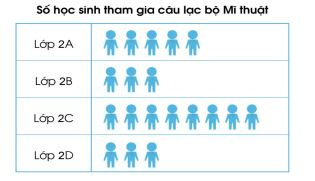 Số học sinh tham gia câu lạc bộ Mĩ thuật
Lớp 2A
Lớp 2B
Lớp 2C
Lớp 2D